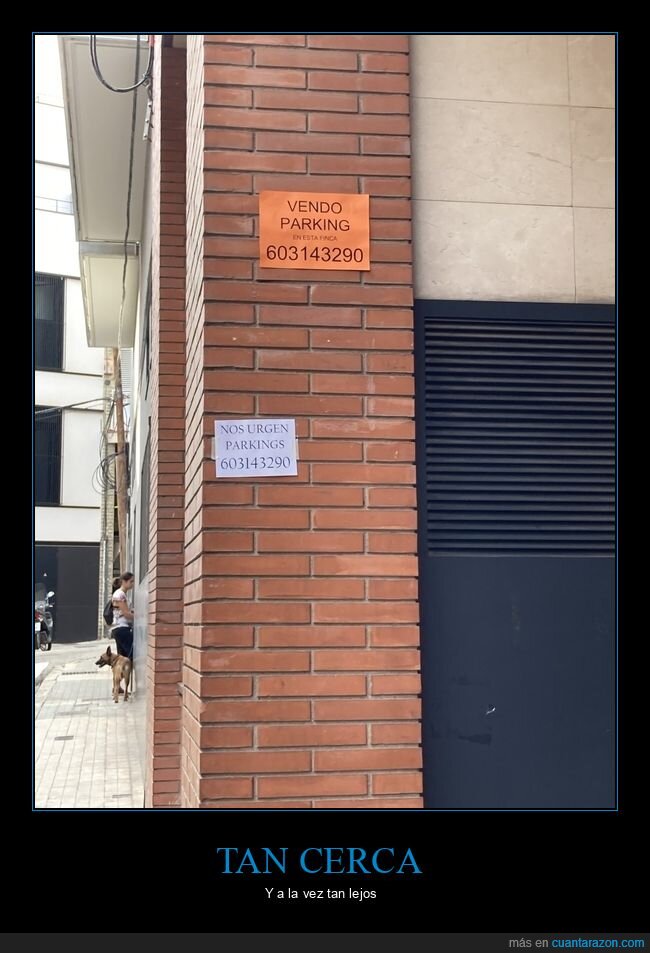 VENDO
PARKING
EN ESTA FINCA
603143290
NOS URGEN
PARKINGS
603143290
TAN CERCA
Y a la vez tan lejos
más en cuantarazon.com